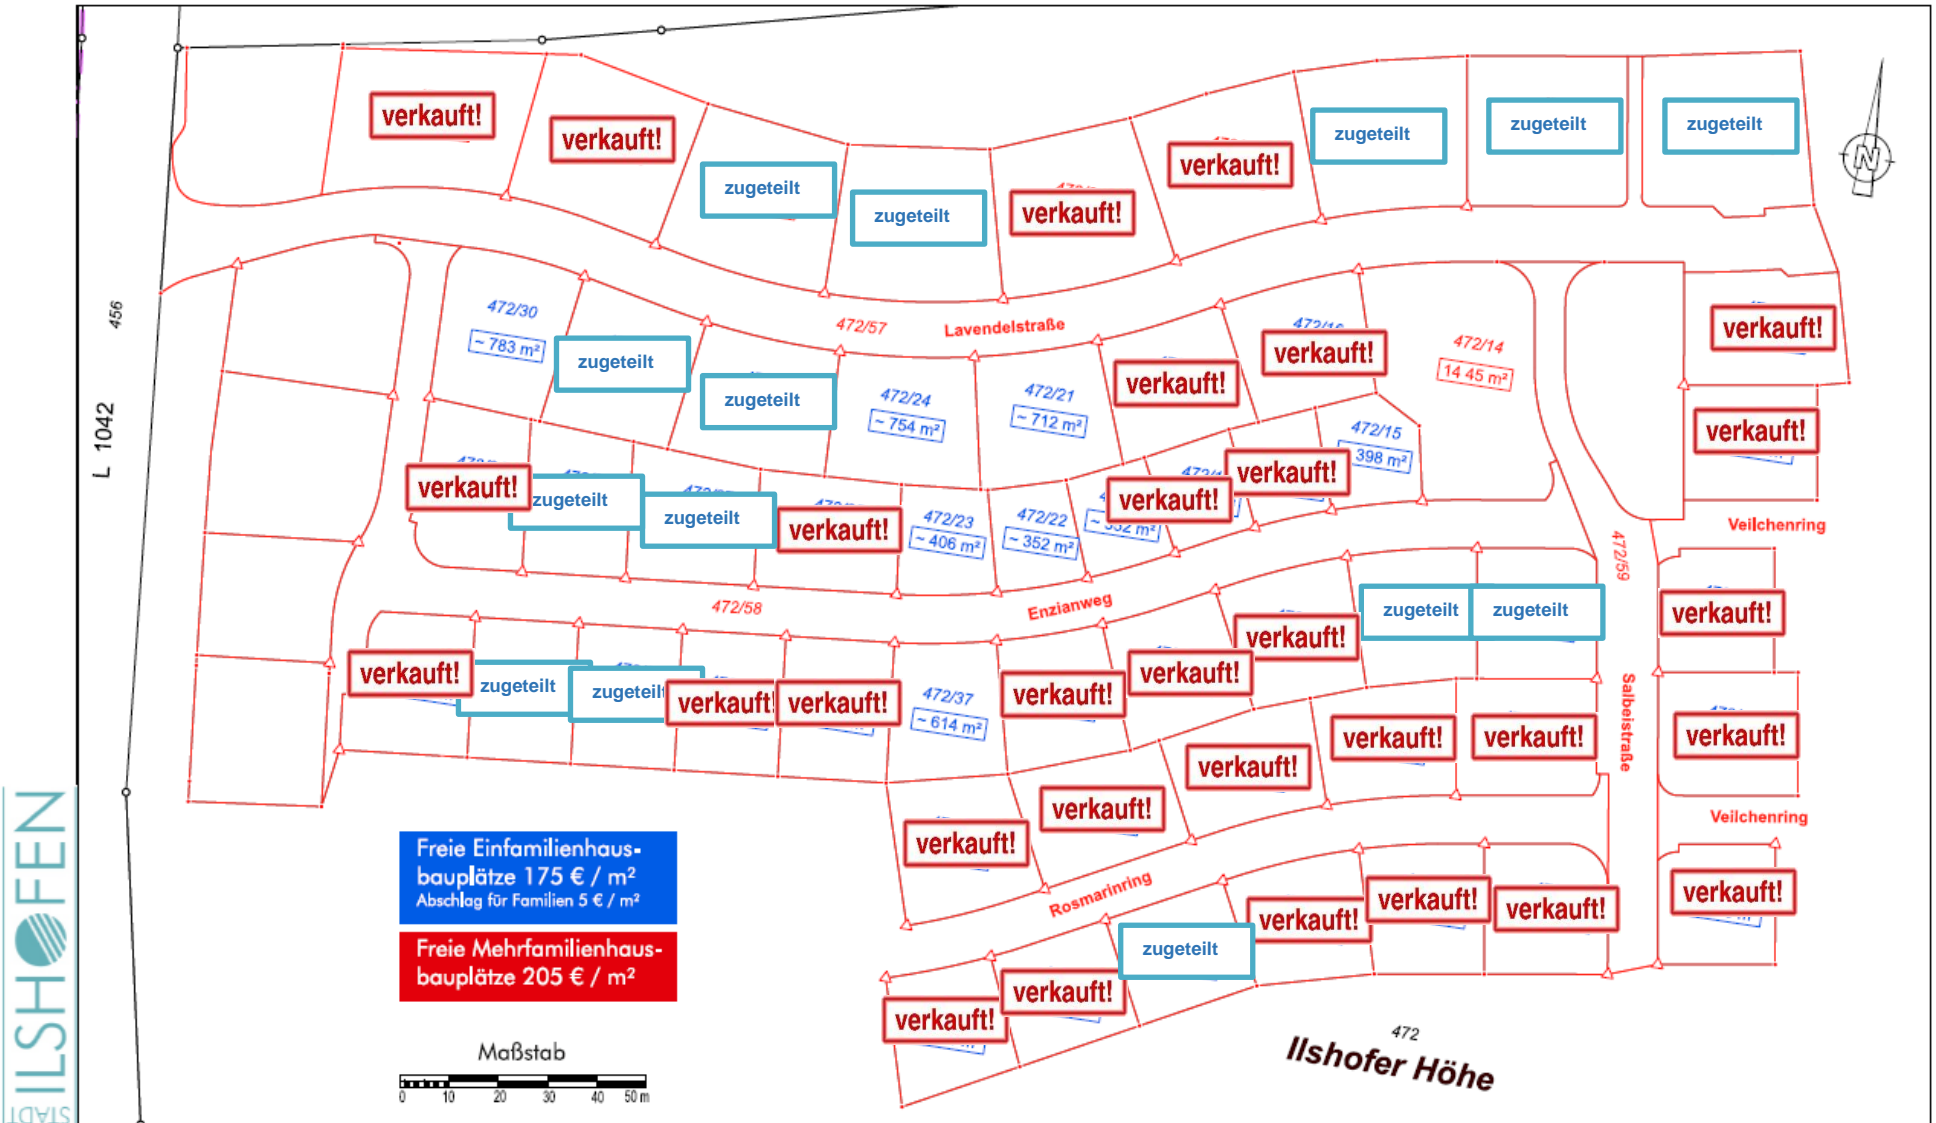 verkauft!
verkauft!
zugeteilt
zugeteilt
verkauft!
verkauft!
zugeteilt
zugeteilt
zugeteilt
N
456
L 1042
472/30
~ 783 m²
zugeteilt
zugeteilt
472/57
Lavendelstraße
472/24
~ 754 m²
472/21
~ 712 m²
verkauft!
verkauft!
472/14
14 45 m²
verkauft!
verkauft!
472/15
398 m²
verkauft!
zugeteilt
zugeteilt
verkauft!
472/23
~ 406 m²
472/22
~ 352 m²
verkauft!
verkauft!
Veilchenring
472/59
472/58
Enzianweg
verkauft!
zugeteilt
zugeteilt
verkauft!
verkauft!
472/37
~ 614 m²
verkauft!
verkauft!
verkauft!
zugeteilt
zugeteilt
verkauft!
Salbeistraße
verkauft!
verkauft!
verkauft!
verkauft!
verkauft!
verkauft!
Veilchenring
Rosmarinring
verkauft!
verkauft!
zugeteilt
verkauft!
verkauft!
verkauft!
verkauft!
Freie Einfamilienhaus-
bauplätze 175 € / m²
Abschlag für Familien 5 € / m²
Freie Mehrfamilienhaus-
bauplätze 205 € / m²
Maßstab
0 10 20 30 40 50 m
472
Ilshofer Höhe
STADT
ILSHOFEN